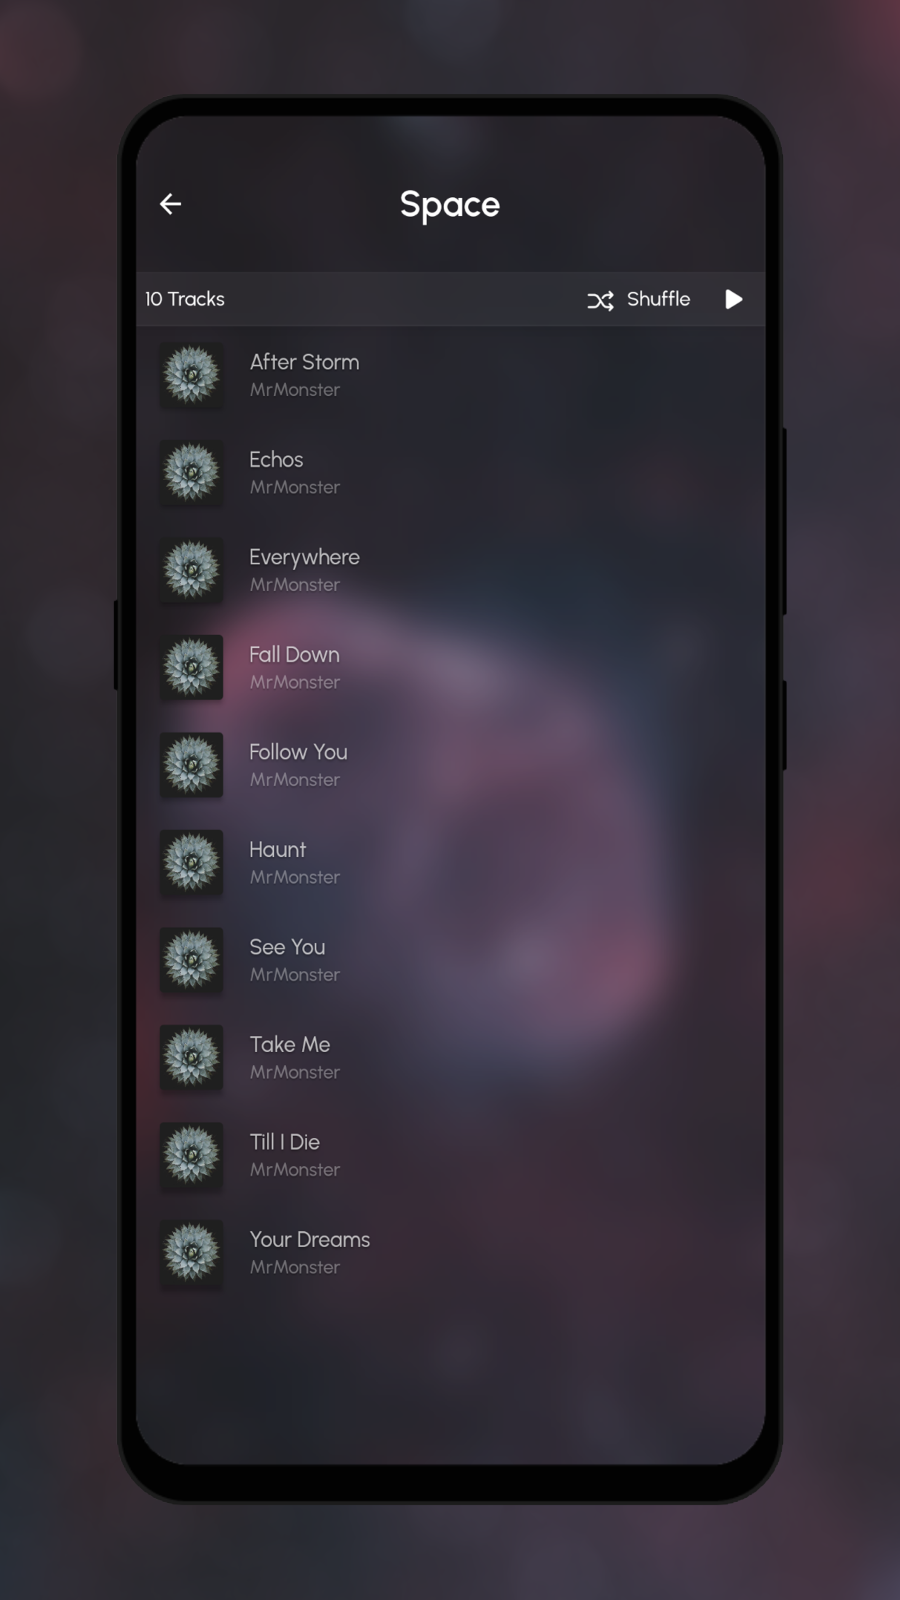 Space
10 Tracks Shuffle
After Storm
MrMonster
Echos
MrMonster
Everywhere
MrMonster
Fall Down
MrMonster
Follow You
MrMonster
Haunt
MrMonster
See You
MrMonster
Take Me
MrMonster
Till I Die
MrMonster
Your Dreams
MrMonster